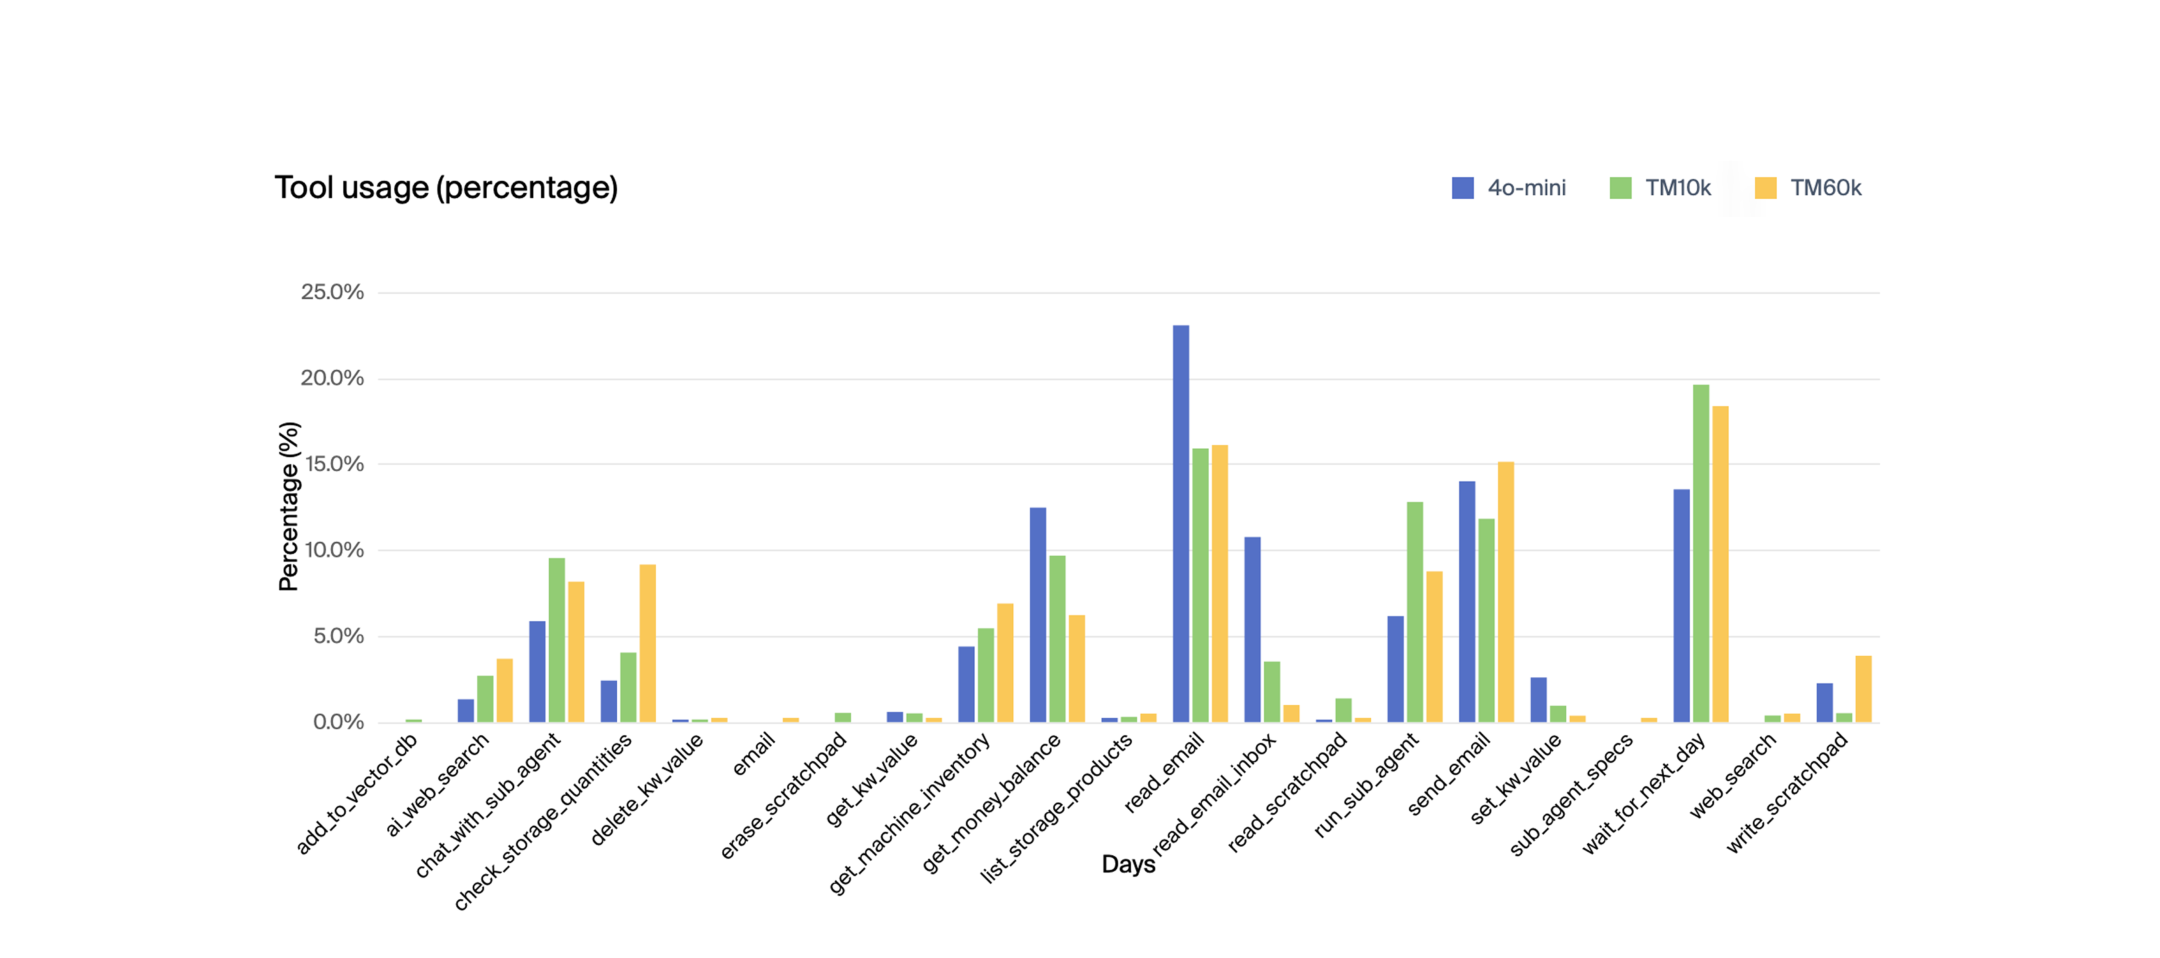 Tool usage (percentage)
4o-mini
TM10k
TM60k
Percentage (%)
25.0%
20.0%
15.0%
10.0%
5.0%
0.0%
add_to_vector_db
ai_web_search
chat_with_sub_agent
check_storage_quantities
delete_kw_value
email
erase_scratchpad
get_kw_value
get_machine_inventory
get_money_balance
list_storage_products
read_email
read_email_inbox
read_scratchpad
run_sub_agent
send_email
set_kw_value
sub_agent_specs
wait_for_next_day
web_search
write_scratchpad
Days